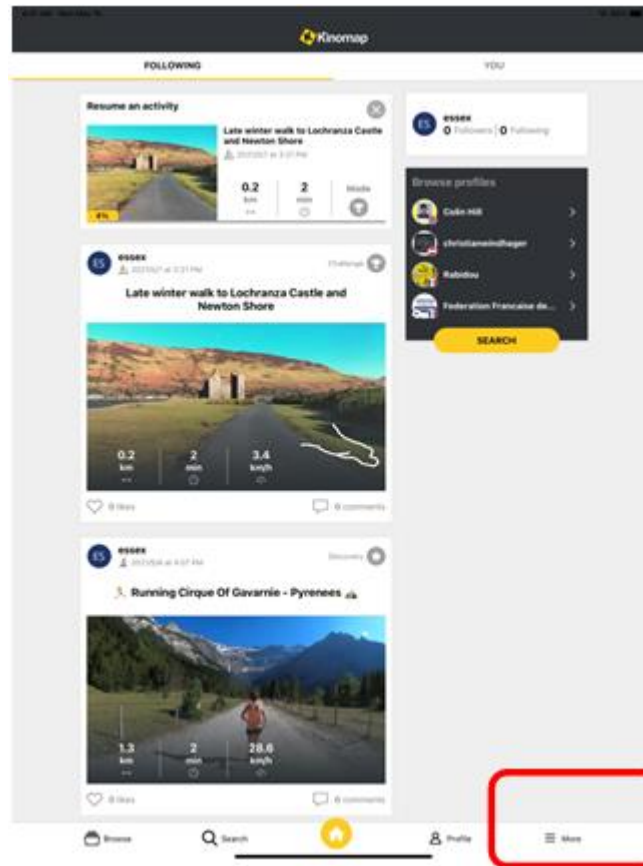 Kinomap
FOLLOWING
YOU
Resume an activity
Late winter walk to Lochranza Castle
and Newton Shore
0.2
km
2
min
Mode
6%
essex
Challenge
Late winter walk to Lochranza Castle and
Newton Shore
0.2
km
2
min
3.4
km/h
0 likes
0 comments
essex
Discovery
Running Cirque Of Gavarnie - Pyrenees
1.3
km
2
min
28.6
km/h
0 likes
0 comments
ES
essex
0 Followers | 0 Following
Browse profiles
Colin Hill
christianeindhager
Rabidou
Federation Francaise de...
SEARCH
Browse
Search
Profile
More